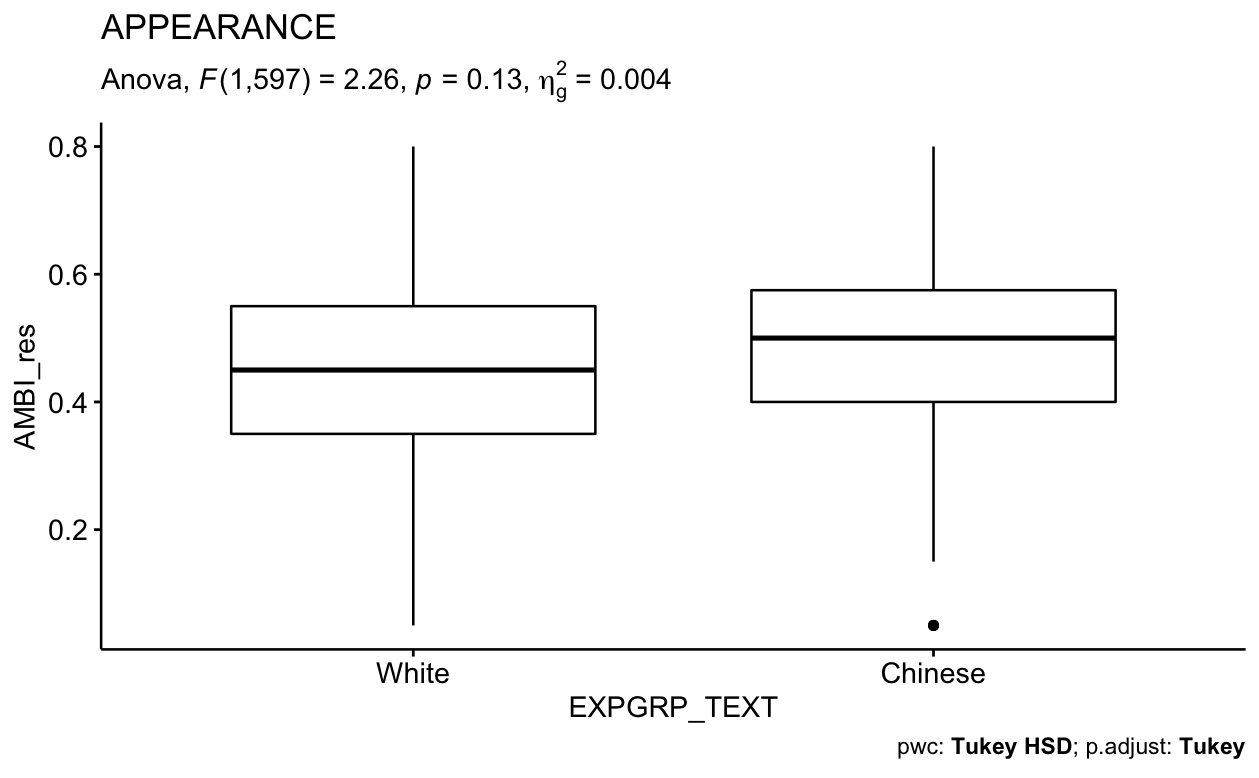 APPEARANCE
Anova, F(1,597) = 2.26, p = 0.13, η²g = 0.004
0.8
0.6
0.4
0.2
AMBI_res
White
Chinese
EXPGRP_TEXT
pwc: Tukey HSD; p.adjust: Tukey